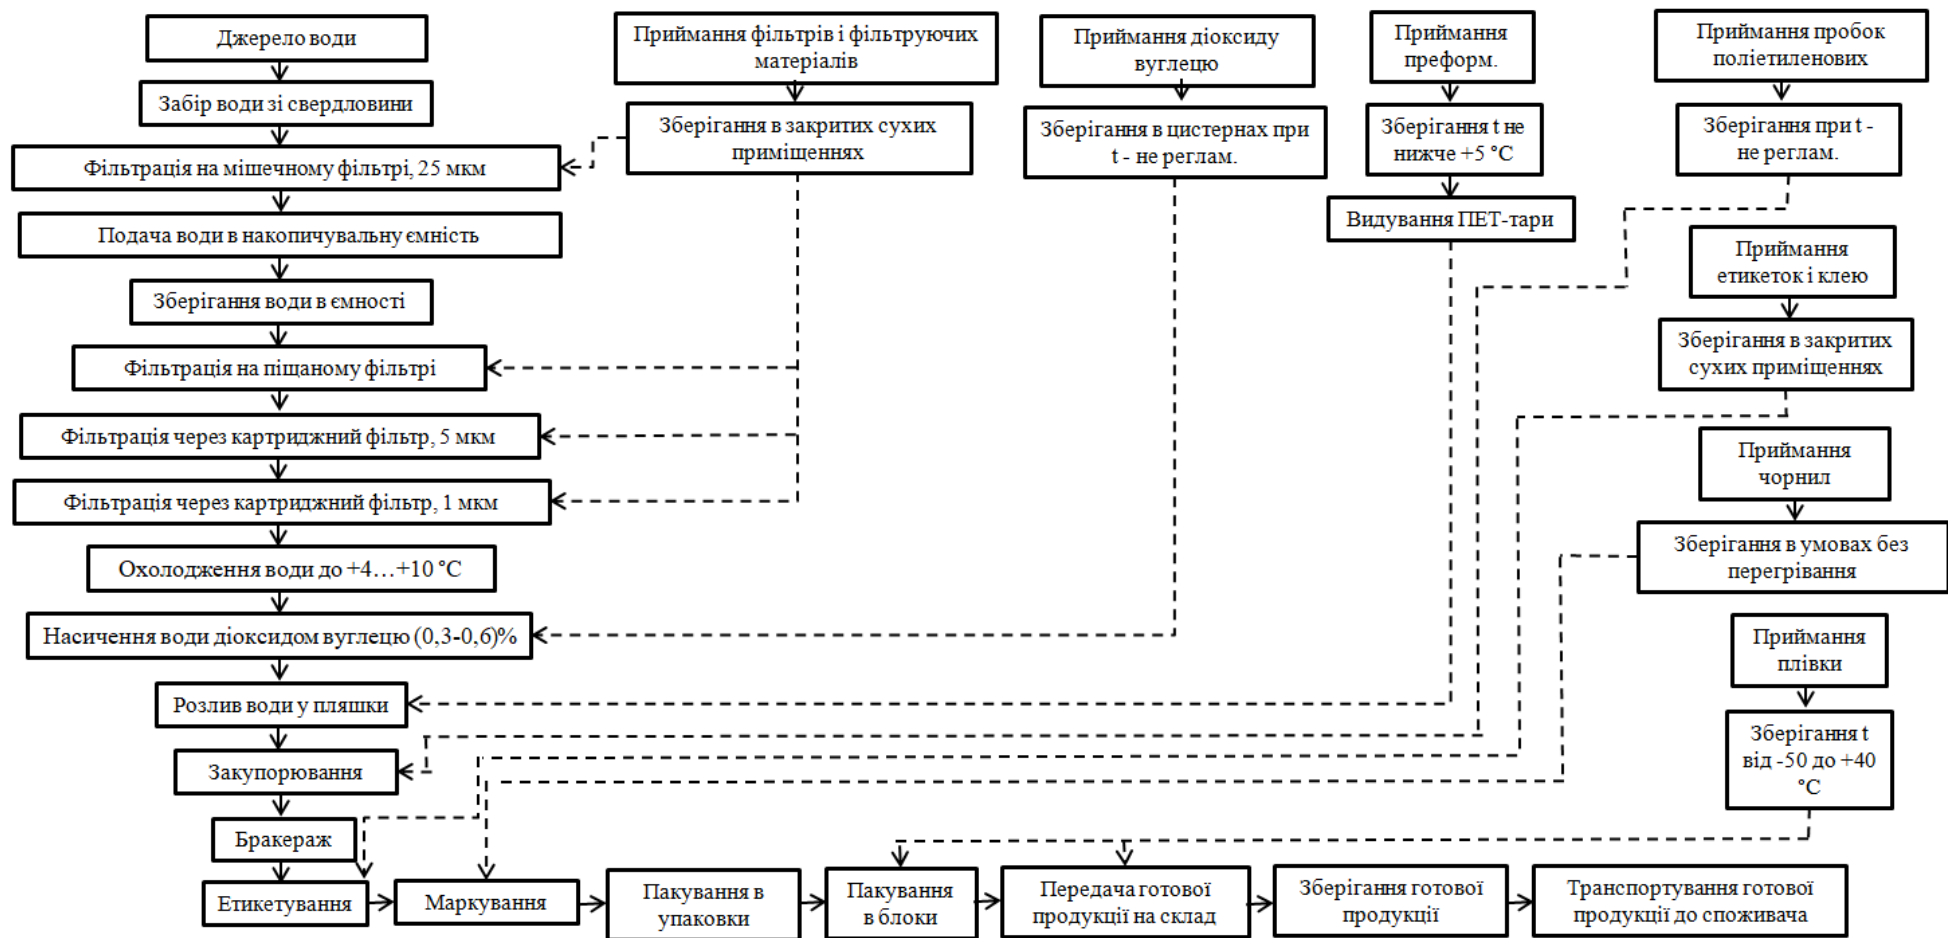 Джерело води
Забір води зі свердловини
Фільтрація на мішечному фільтрі, 25 мкм
Подача води в накопичувальну ємність
Зберігання води в ємності
Фільтрація на піщаному фільтрі
Фільтрація через картриджний фільтр, 5 мкм
Фільтрація через картриджний фільтр, 1 мкм
Охолодження води до +4…+10 °C
Насичення води діоксидом вуглецю (0,3-0,6)%
Розлив води у пляшки
Закупорювання
Бракераж
Етикетування
Маркування
Пакування в
упаковки
Пакування
в блоки
Передача готової
продукції на склад
Зберігання готової
продукції
Транспортування готової
продукції до споживача
Приймання фільтрів і фільтруючих
матеріалів
Зберігання в закритих сухих
приміщеннях
Приймання діоксиду
вуглецю
Зберігання в цистернах при
t - не реглам.
Приймання
преформ.
Зберігання t не
нижче +5 °C
Видування ПЕТ-тари
Приймання пробок
поліетиленових
Зберігання при t -
не реглам.
Приймання
етикеток і клею
Зберігання в закритих
сухих приміщеннях
Приймання
чорнил
Зберігання в умовах без
перегрівання
Приймання
плівки
Зберігання t
від -50 до +40
°C